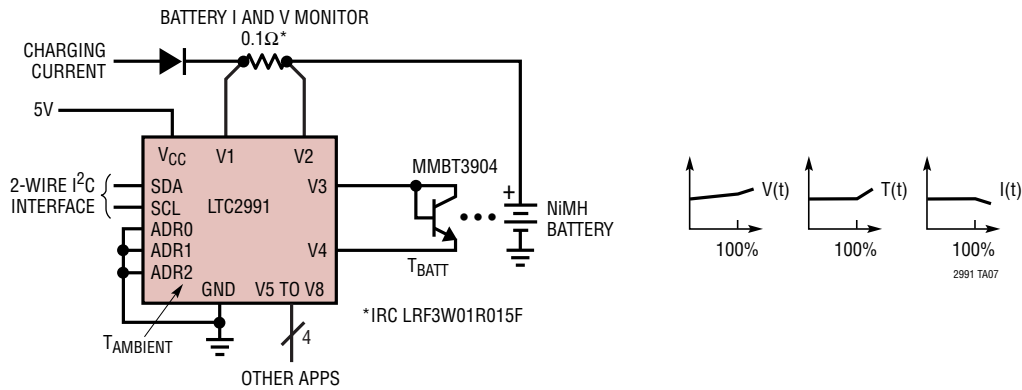 BATTERY I AND V MONITOR
0.1Ω*
CHARGING
CURRENT
5V
VCC
V1
V2
2-WIRE I2C
INTERFACE
SDA
SCL
ADR0
ADR1
ADR2
LTC2991
V3
V4
GND
V5 TO V8
MMBT3904
TBATT
+
NiMH
BATTERY
*IRC LRF3W01R015F
TAMBIENT
4
OTHER APPS
V(t)
100%
T(t)
100%
I(t)
100%
2991 TA07